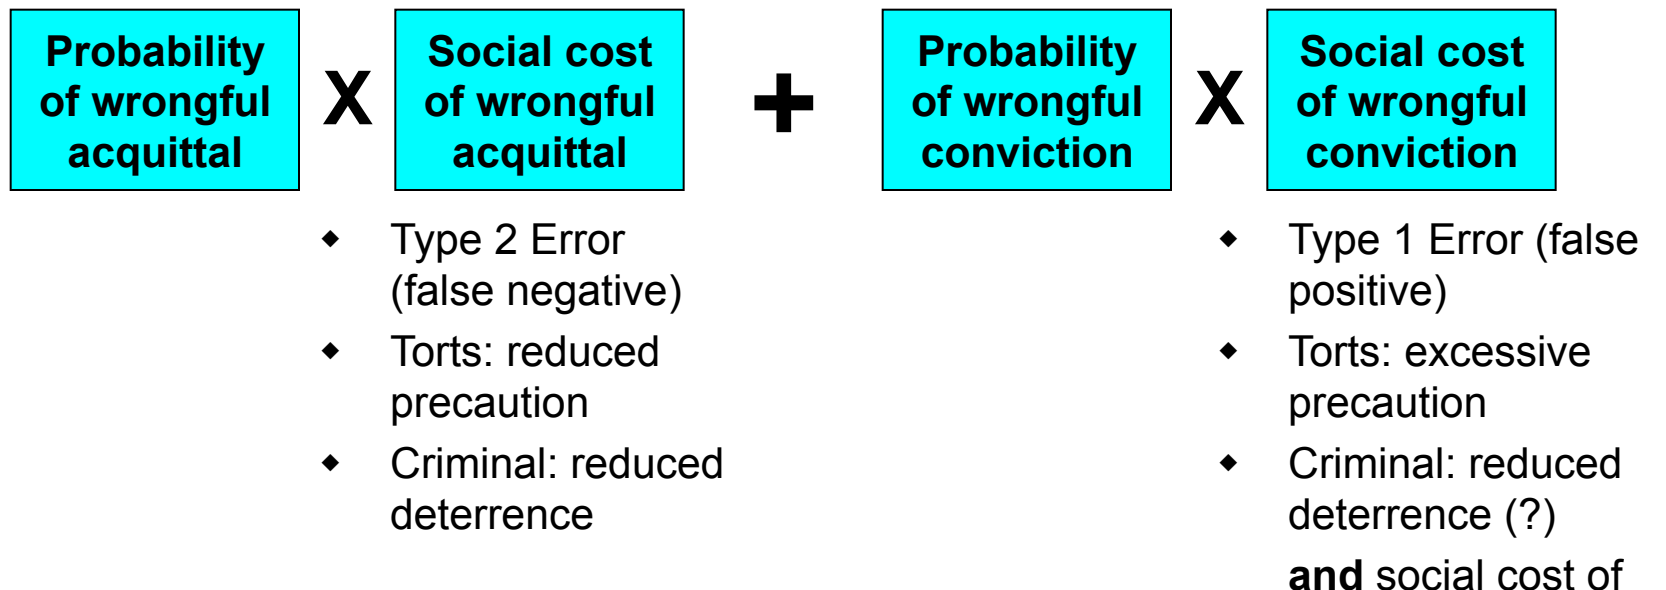 Probability
of wrongful
acquittal
X
Social cost
of wrongful
acquittal
+
Probability
of wrongful
conviction
X
Social cost
of wrongful
conviction
◆ Type 2 Error
(false negative)
◆ Torts: reduced
precaution
◆ Criminal: reduced
deterrence
◆ Type 1 Error (false
positive)
◆ Torts: excessive
precaution
◆ Criminal: reduced
deterrence (?)
and social cost of